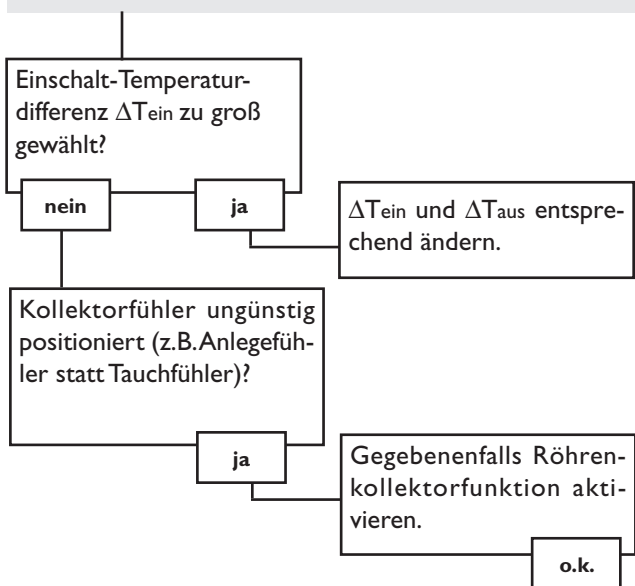 Einschalt-Temperatur-
differenz ΔTein zu groß
gewählt?
nein
ja
ΔTein und ΔTaus entspre-
chend ändern.
Kollektorfühler ungünstig
positioniert (z.B. Anlegefüh-
ler statt Tauchfühler)?
ja
Gegebenenfalls Röhren-
kollektorfunktion akti-
vieren.
o.k.